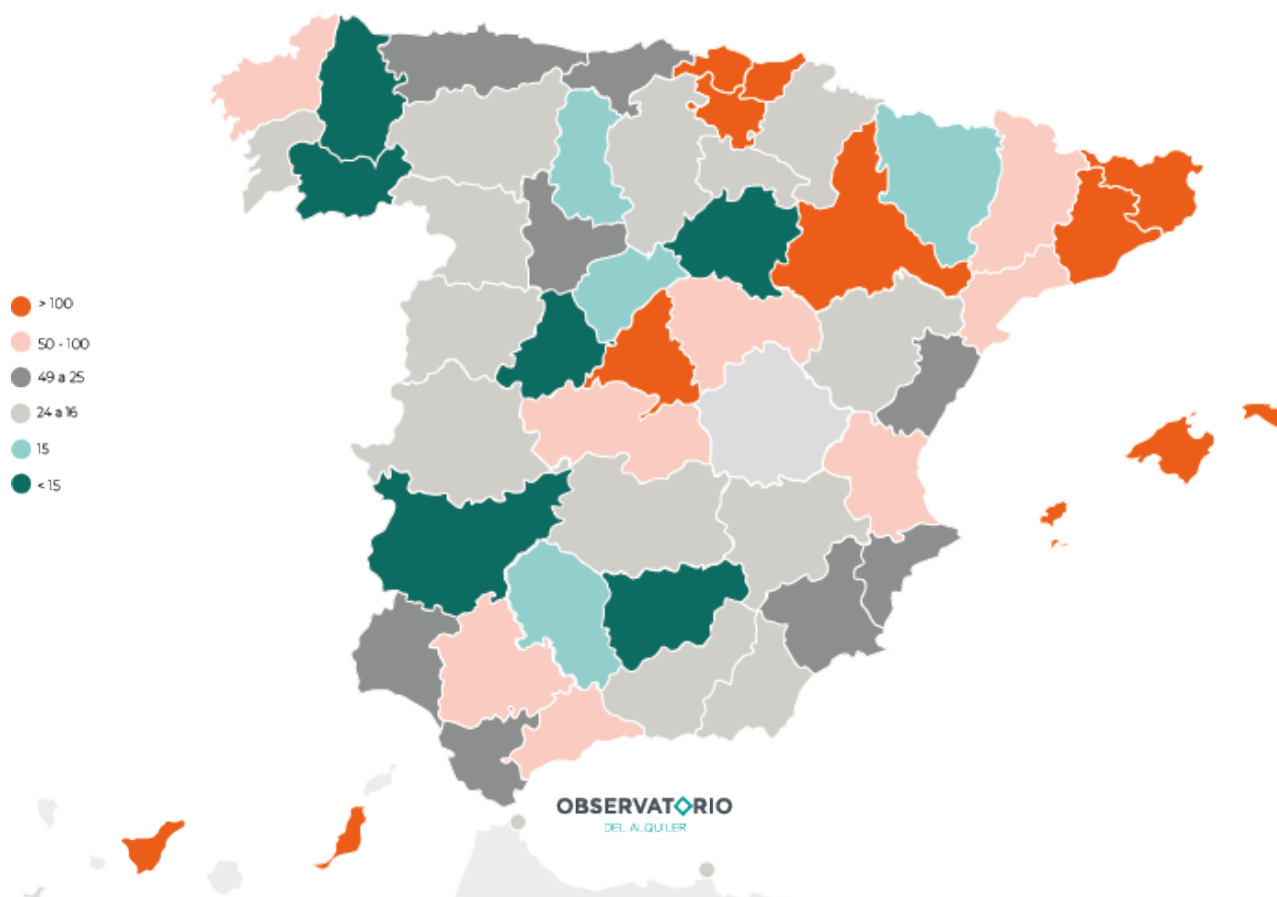 > 100
50 - 100
49 a 25
24 a 16
15
< 15
OBSERVATORIO
DEL ALQUILER